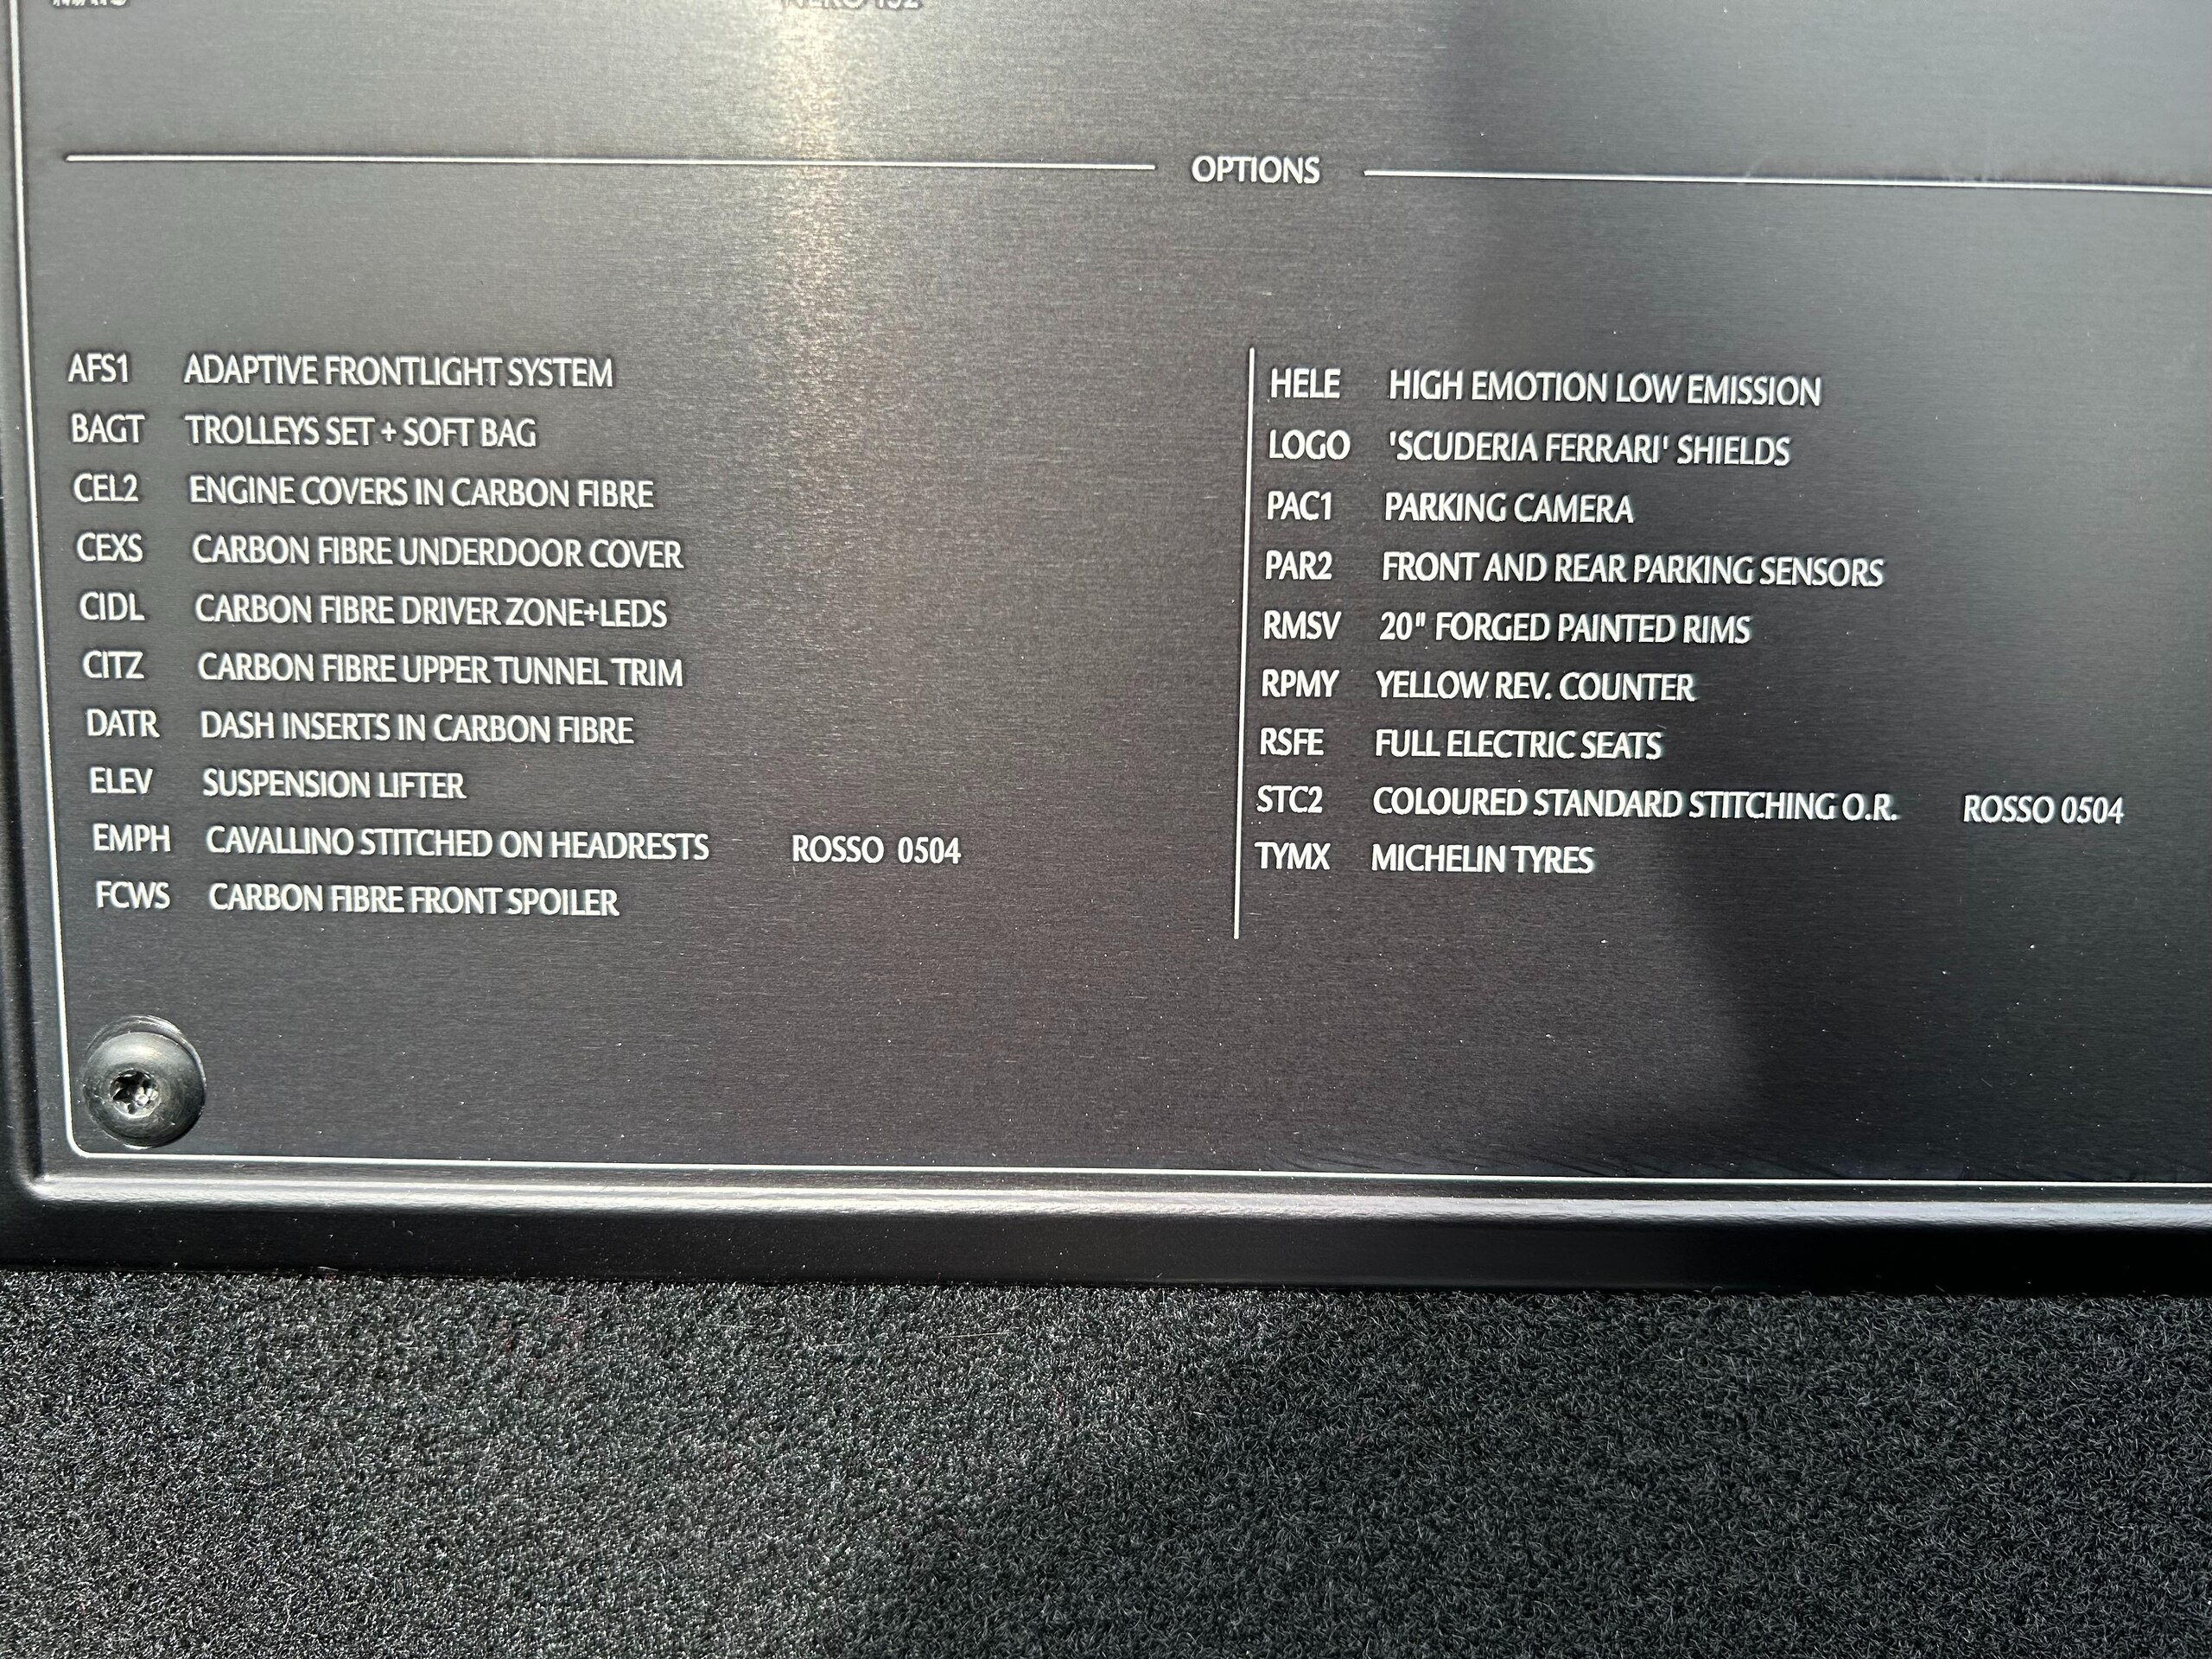 OPTIONS
AFS1 ADAPTIVE FRONTLIGHT SYSTEM
BAGT TROLLEYS SET + SOFT BAG
CEL2 ENGINE COVERS IN CARBON FIBRE
CEXS CARBON FIBRE UNDERDOOR COVER
CIDL CARBON FIBRE DRIVER ZONE+LEDS
CITZ CARBON FIBRE UPPER TUNNEL TRIM
DATR DASH INSERTS IN CARBON FIBRE
ELEV SUSPENSION LIFTER
EMPH CAVALLINO STITCHED ON HEADRESTS ROSSO 0504
FCWS CARBON FIBRE FRONT SPOILER
HELE HIGH EMOTION LOW EMISSION
LOGO 'SCUDERIA FERRARI' SHIELDS
PAC1 PARKING CAMERA
PAR2 FRONT AND REAR PARKING SENSORS
RMSV 20" FORGED PAINTED RIMS
RPMY YELLOW REV. COUNTER
RSFE FULL ELECTRIC SEATS
STC2 COLOURED STANDARD STITCHING O.R. ROSSO 0504
TYMX MICHELIN TYRES